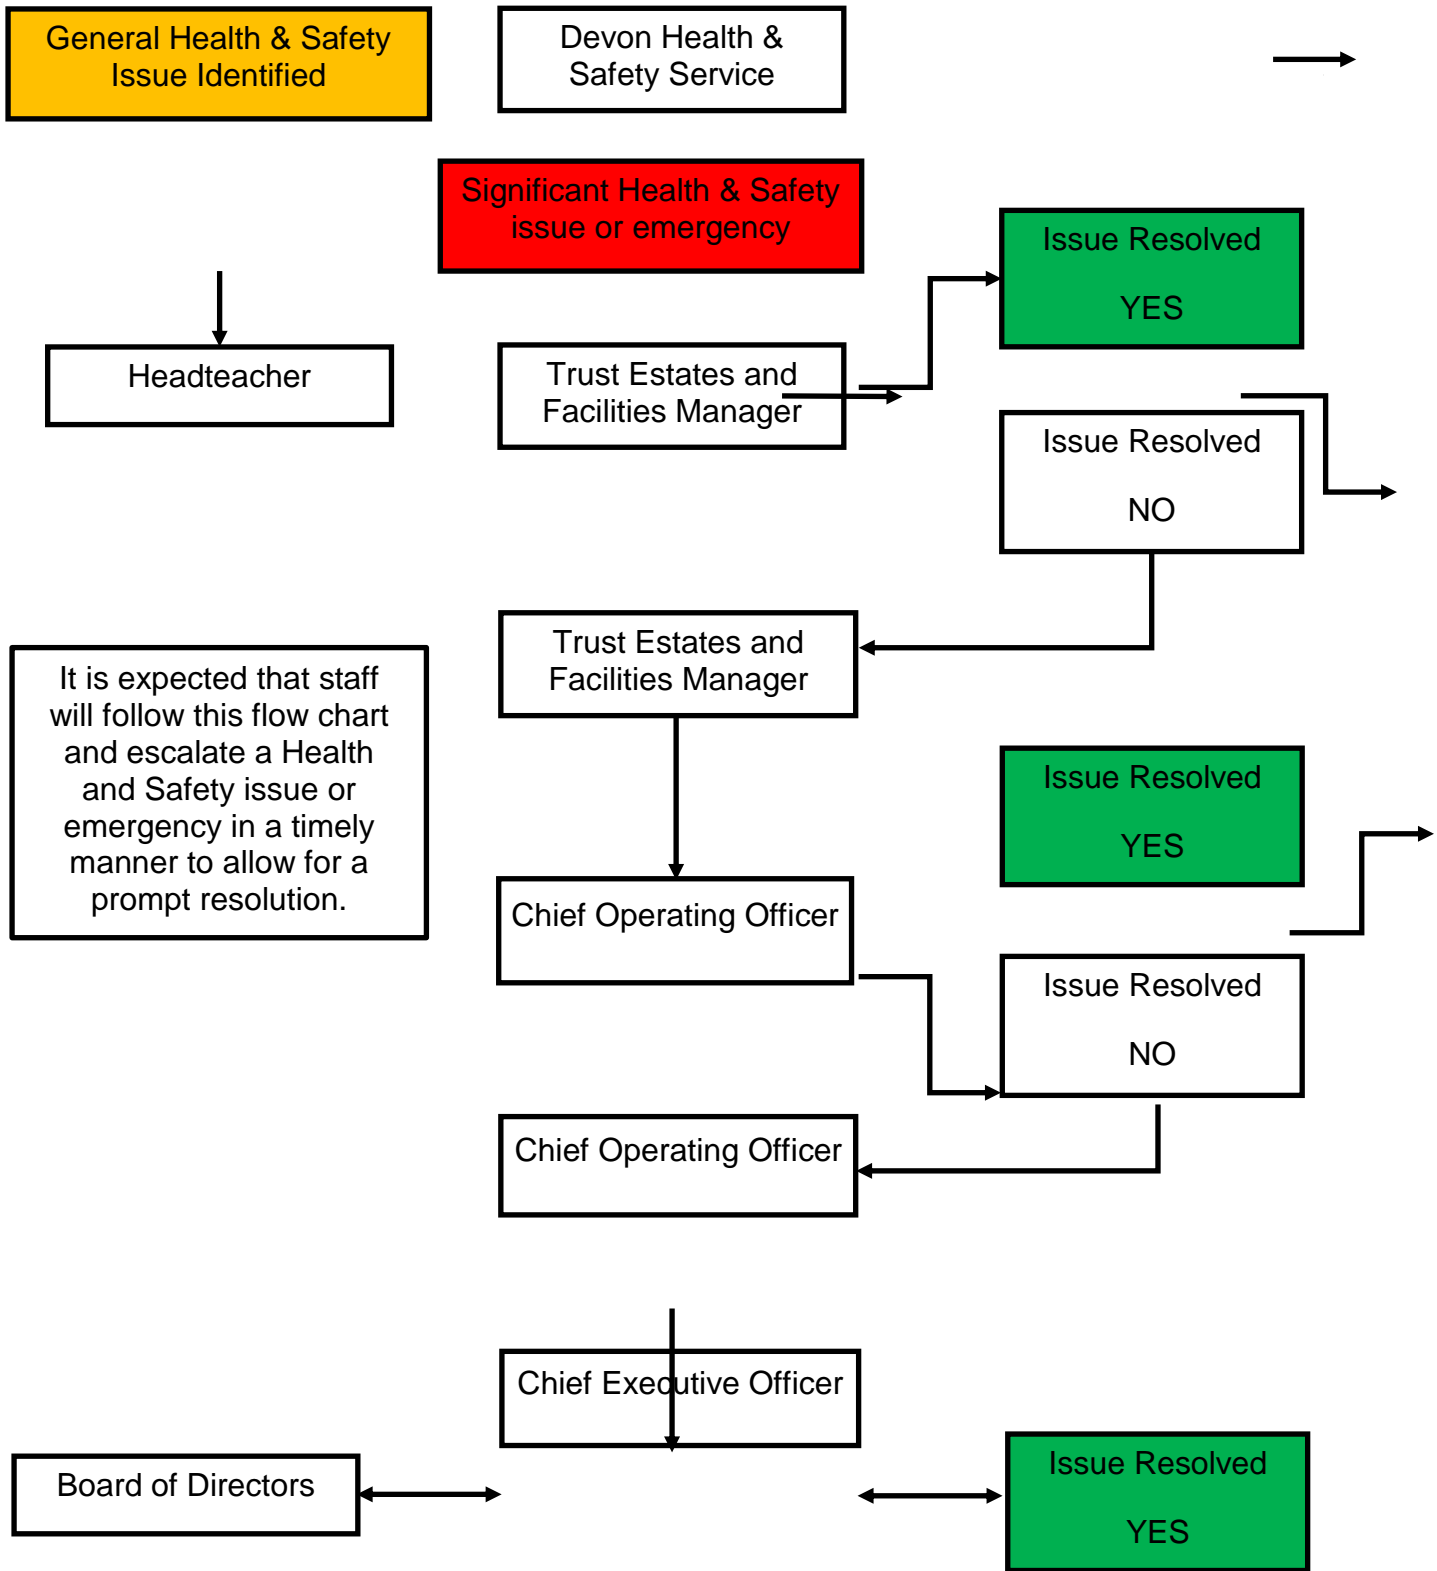 General Health & Safety
Issue Identified
Devon Health &
Safety Service
Significant Health & Safety
issue or emergency
Issue Resolved
YES
Headteacher
Trust Estates and
Facilities Manager
Issue Resolved
NO
Trust Estates and
Facilities Manager
It is expected that staff
will follow this flow chart
and escalate a Health
and Safety issue or
emergency in a timely
manner to allow for a
prompt resolution.
Issue Resolved
YES
Chief Operating Officer
Issue Resolved
NO
Chief Operating Officer
Chief Executive Officer
Board of Directors
Issue Resolved
YES